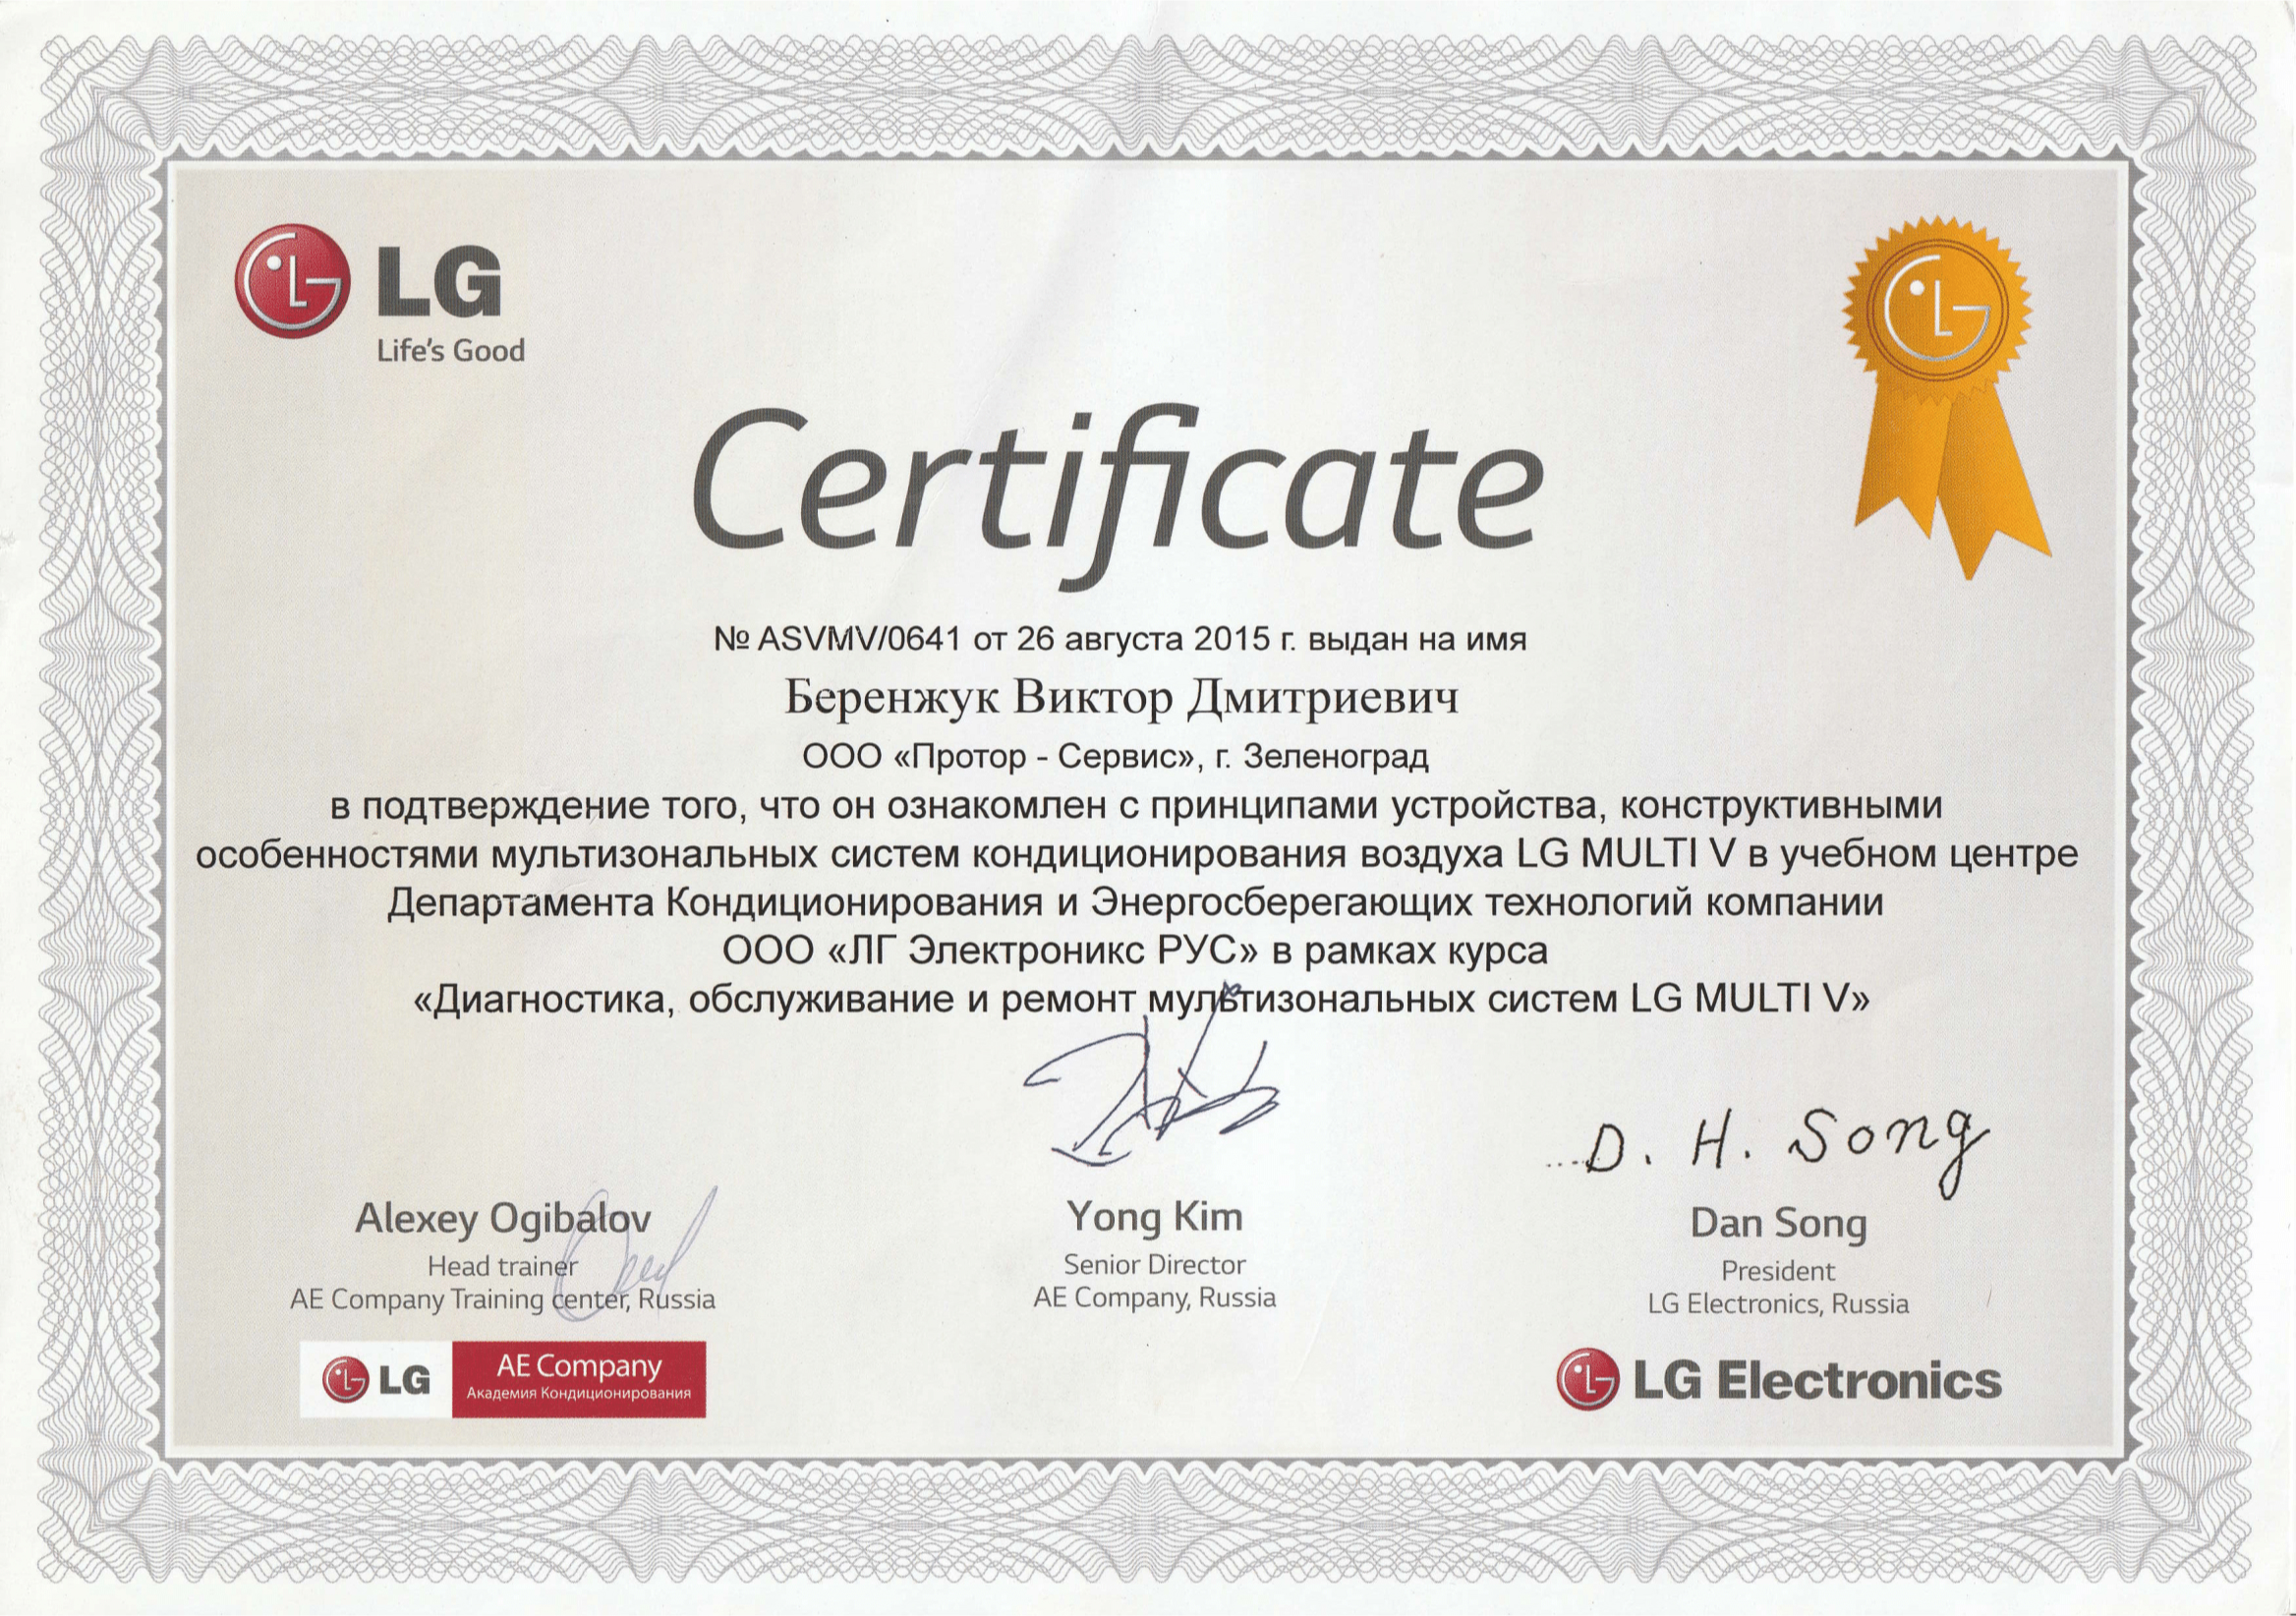 LG
Life's Good
Certificate
№ ASVMV/0641 от 26 августа 2015 г. выдан на имя
Беренжук Виктор Дмитриевич
ООО «Протор - Сервис», г. Зеленоград
в подтверждение того, что он ознакомлен с принципами устройства, конструктивными
особенностями мультизональных систем кондиционирования воздуха LG MULTI V в учебном центре
Департамента Кондиционирования и Энергосберегающих технологий компании
ООО «ЛГ Электроникс РУС» в рамках курса
«Диагностика, обслуживание и ремонт мультизональных систем LG MULTI V»
D. H. Song
Alexey Ogibalov
Head trainer
AE Company Training center, Russia
Yong Kim
Senior Director
AE Company, Russia
Dan Song
President
LG Electronics, Russia
LG
AE Company
Академия Кондиционирования
LG Electronics